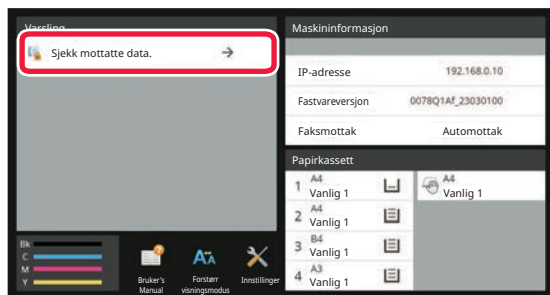 Varsling
Sjekk mottatte data.
Maskininformasjon
IP-adresse 192.168.0.10
Fastvareversjon 0078Q1Af_23030100
Faksmottak Automottak
Papirkassett
1 A4
Vanlig 1
A4
Vanlig 1
2 A4
Vanlig 1
3 B4
Vanlig 1
4 A3
Vanlig 1
Bk
C
M
Y
Bruker's
Manual
Forstørr
visningsmodus
Innstillinger